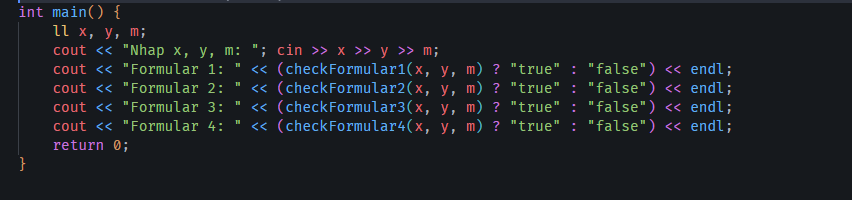 int main() {
    ll x, y, m;
    cout << "Nhap x, y, m: "; cin >> x >> y >> m;
    cout << "Formular 1: " << (checkFormular1(x, y, m) ? "true" : "false") << endl;
    cout << "Formular 2: " << (checkFormular2(x, y, m) ? "true" : "false") << endl;
    cout << "Formular 3: " << (checkFormular3(x, y, m) ? "true" : "false") << endl;
    cout << "Formular 4: " << (checkFormular4(x, y, m) ? "true" : "false") << endl;
    return 0;
}